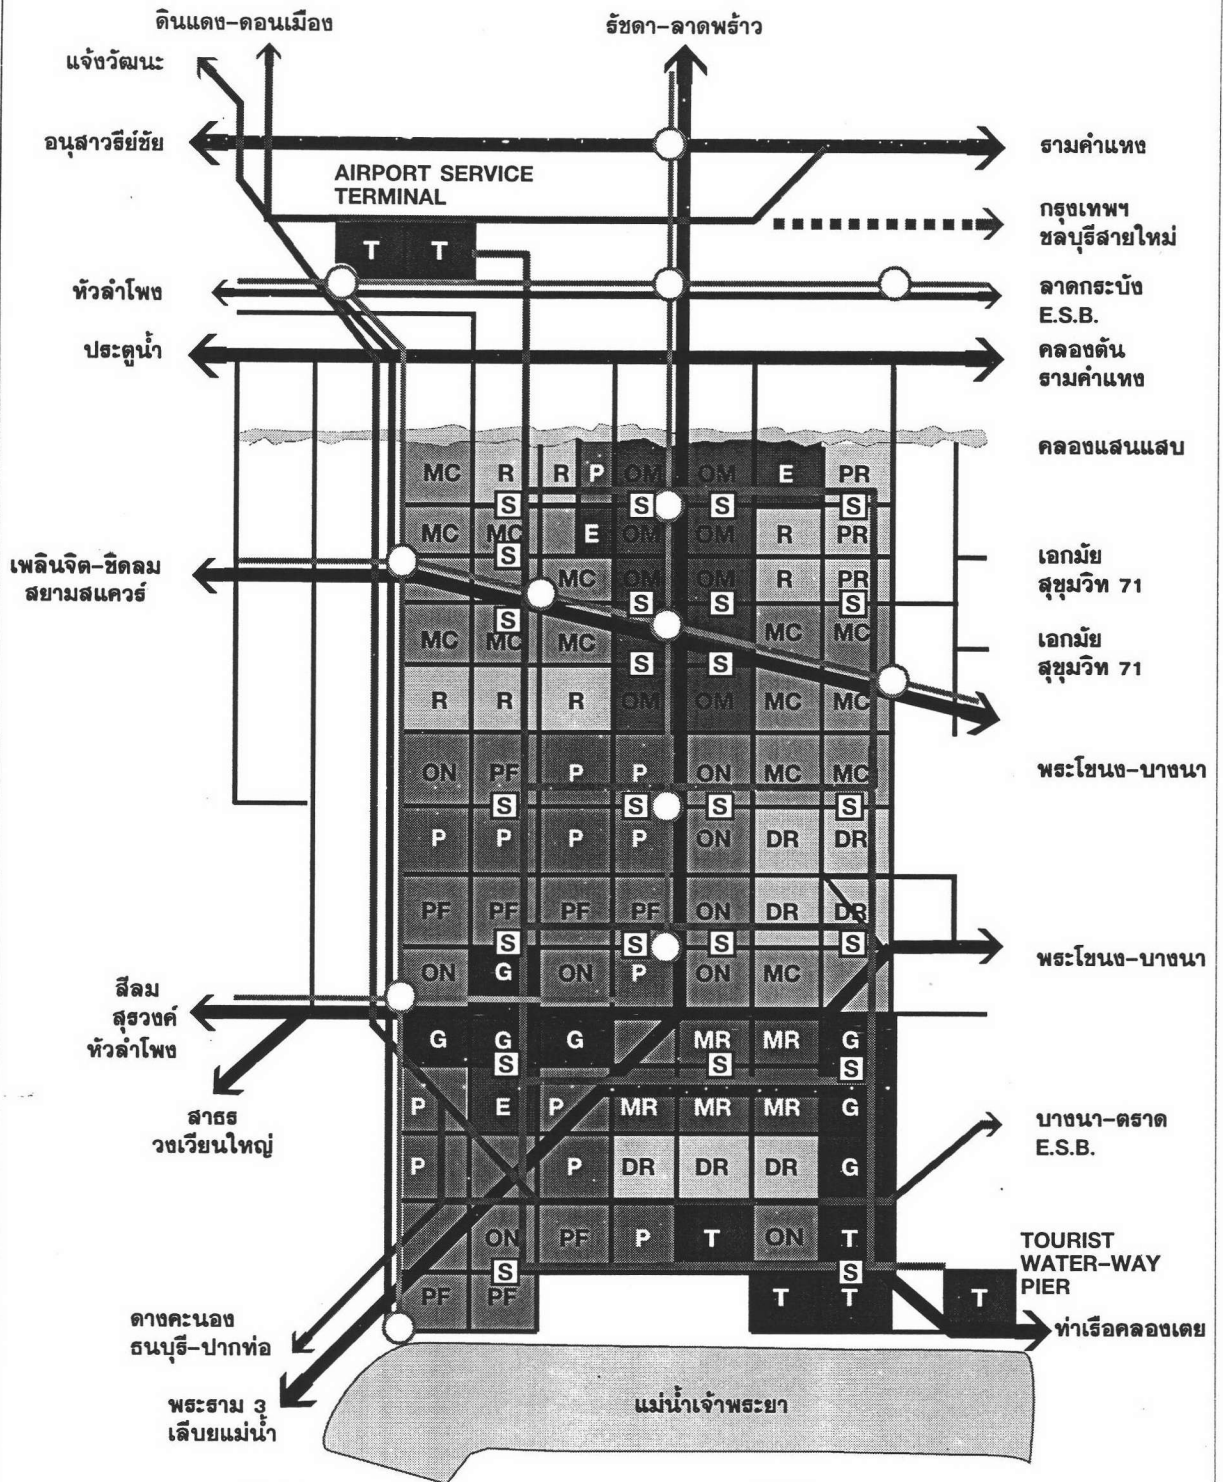 ดินแดง-ดอนเมือง
รัชดา-ลาดพร้าว
แจ้งวัฒนะ
อนุสาวรีย์ชัย
รามคำแหง
AIRPORT SERVICE
TERMINAL
กรุงเทพฯ
ชลบุรีสายใหม่
T T
หัวลำโพง
ลาดกระบัง
E.S.B.
ประตูน้ำ
คลองตัน
รามคำแหง
คลองแสนแสบ
MC R R P OM OM E PR
S S S S
MC MC E OM OM R PR
S
เพลินจิต-ชิดลม
สยามสแควร์
เอกมัย
สุขุมวิท 71
MC OM OM R PR
S S S
S
MC MC MC MC MC
เอกมัย
สุขุมวิท 71
S S
R R R OM OM MC MC
ON PF P P ON MC MC
พระโขนง-บางนา
S S S S
P P P P ON DR DR
PF PF PF PF ON DR DR
S S S S
พระโขนง-บางนา
ON G ON P ON MC
สีลม
สุรวงค์
หัวลำโพง
G G G MR MR G
S S S
สาธร
วงเวียนใหญ่
P E P MR MR MR G
บางนา-ตราด
E.S.B.
P P DR DR DR G
ON PF P T ON T
S S
TOURIST
WATER-WAY
PIER
PF PF T T T
ดาวคะนอง
ธนบุรี-ปากท่อ
ท่าเรือคลองเตย
พระราม 3
เลียบแม่น้ำ
แม่น้ำเจ้าพระยา